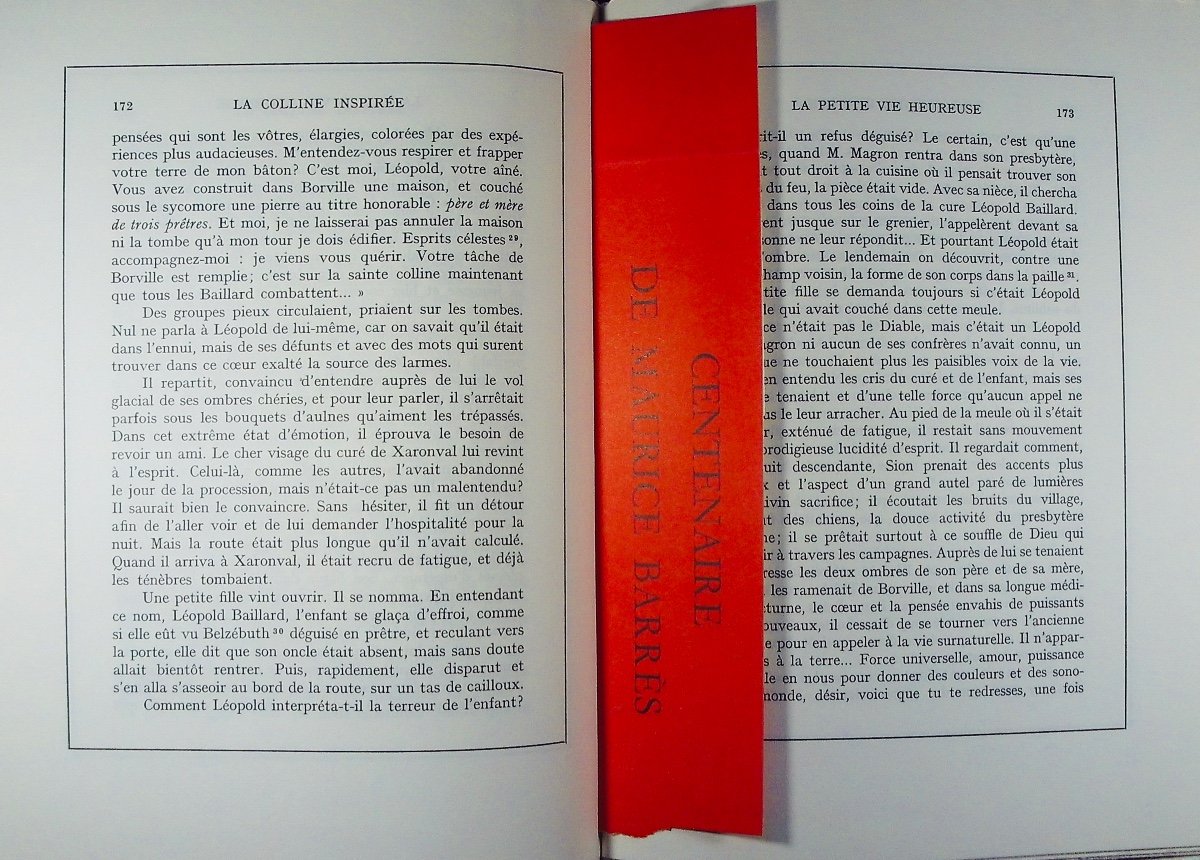 172
LA COLLINE INSPIRÉE
pensées qui sont les vôtres, élargies, colorées par des expé-
riences plus audacieuses. M'entendez-vous respirer et frapper
votre terre de mon bâton? C'est moi, Léopold, votre aîné.
Vous avez construit dans Borville une maison, et couché
sous le sycomore une pierre au titre honorable : père et mère
de trois prêtres. Et moi, je ne laisserai pas annuler la maison
ni la tombe qu'à mon tour je dois édifier. Esprits célestes²⁹,
accompagnez-moi : je viens vous quérir. Votre tâche de
Borville est remplie; c'est sur la sainte colline maintenant
que tous les Baillard combattent... »
Des groupes pieux circulaient, priaient sur les tombes.
Nul ne parla à Léopold de lui-même, car on savait qu'il était
dans l'ennui, mais de ses défunts et avec des mots qui surent
trouver dans ce cœur exalté la source des larmes.
Il repartit, convaincu d'entendre auprès de lui le vol
glacial de ses ombres chéries, et pour leur parler, il s'arrêtait
parfois sous les bouquets d'aulnes qu'aiment les trépassés.
Dans cet extrême état d'émotion, il éprouva le besoin de
revoir un ami. Le cher visage du curé de Xaronval lui revint
à l'esprit. Celui-là, comme les autres, l'avait abandonné
le jour de la procession, mais n'était-ce pas un malentendu?
Il saurait bien le convaincre. Sans hésiter, il fit un détour
afin de l'aller voir et de lui demander l'hospitalité pour la
nuit. Mais la route était plus longue qu'il n'avait calculé.
Quand il arriva à Xaronval, il était recru de fatigue, et déjà
les ténèbres tombaient.
Une petite fille vint ouvrir. Il se nomma. En entendant
ce nom, Léopold Baillard, l'enfant se glaça d'effroi, comme
si elle eût vu Belzébuth³⁰ déguisé en prêtre, et reculant vers
la porte, elle dit que son oncle était absent, mais sans doute
allait bientôt rentrer. Puis, rapidement, elle disparut et
s'en alla s'asseoir au bord de la route, sur un tas de cailloux.
Comment Léopold interpréta-t-il la terreur de l'enfant?
CENTENAIRE
DE MAURICE BARRÈS
LA PETITE VIE HEUREUSE
173
rit-il un refus déguisé? Le certain, c'est qu'une
s, quand M. Magron rentra dans son presbytère,
t tout droit à la cuisine où il pensait trouver son
du feu, la pièce était vide. Avec sa nièce, il chercha
dans tous les coins de la cure Léopold Baillard.
ent jusque sur le grenier, l'appelèrent devant sa
sonne ne leur répondit... Et pourtant Léopold était
'ombre. Le lendemain on découvrit, contre une
hamp voisin, la forme de son corps dans la paille³¹.
tite fille se demanda toujours si c'était Léopold
le qui avait couché dans cette meule.
ce n'était pas le Diable, mais c'était un Léopold
agron ni aucun de ses confrères n'avait connu, un
ue ne touchaient plus les paisibles voix de la vie.
en entendu les cris du curé et de l'enfant, mais ses
e tenaient et d'une telle force qu'aucun appel ne
us le leur arracher. Au pied de la meule où il s'était
r, exténué de fatigue, il restait sans mouvement
prodigieuse lucidité d'esprit. Il regardait comment,
uit descendante, Sion prenait des accents plus
x et l'aspect d'un grand autel paré de lumières
ivin sacrifice; il écoutait les bruits du village,
nt des chiens, la douce activité du presbytère
ne; il se prêtait surtout à ce souffle de Dieu qui
ir à travers les campagnes. Auprès de lui se tenaient
resse les deux ombres de son père et de sa mère,
les ramenait de Borville, et dans sa longue médi-
cturne, le cœur et la pensée envahis de puissants
ouveaux, il cessait de se tourner vers l'ancienne
e pour en appeler à la vie surnaturelle. Il n'appar-
s à la terre... Force universelle, amour, puissance
le en nous pour donner des couleurs et des sono-
monde, désir, voici que tu te redresses, une fois